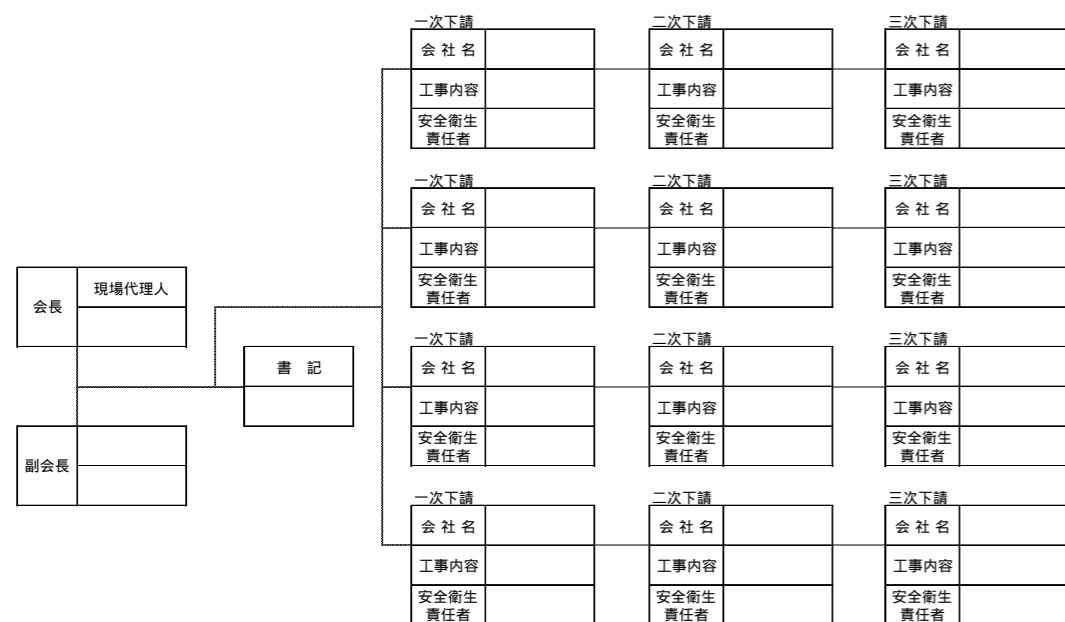 一次下請 二次下請 三次下請
会 社 名 会 社 名 会 社 名
工事内容 工事内容 工事内容
安全衛生 安全衛生 安全衛生
責任者 責任者 責任者
一次下請 二次下請 三次下請
会 社 名 会 社 名 会 社 名
工事内容 工事内容 工事内容
安全衛生 安全衛生 安全衛生
責任者 責任者 責任者
会長 現場代理人
一次下請 二次下請 三次下請
書 記 会 社 名 会 社 名 会 社 名
工事内容 工事内容 工事内容
安全衛生 安全衛生 安全衛生
責任者 責任者 責任者
副会長
一次下請 二次下請 三次下請
会 社 名 会 社 名 会 社 名
工事内容 工事内容 工事内容
安全衛生 安全衛生 安全衛生
責任者 責任者 責任者